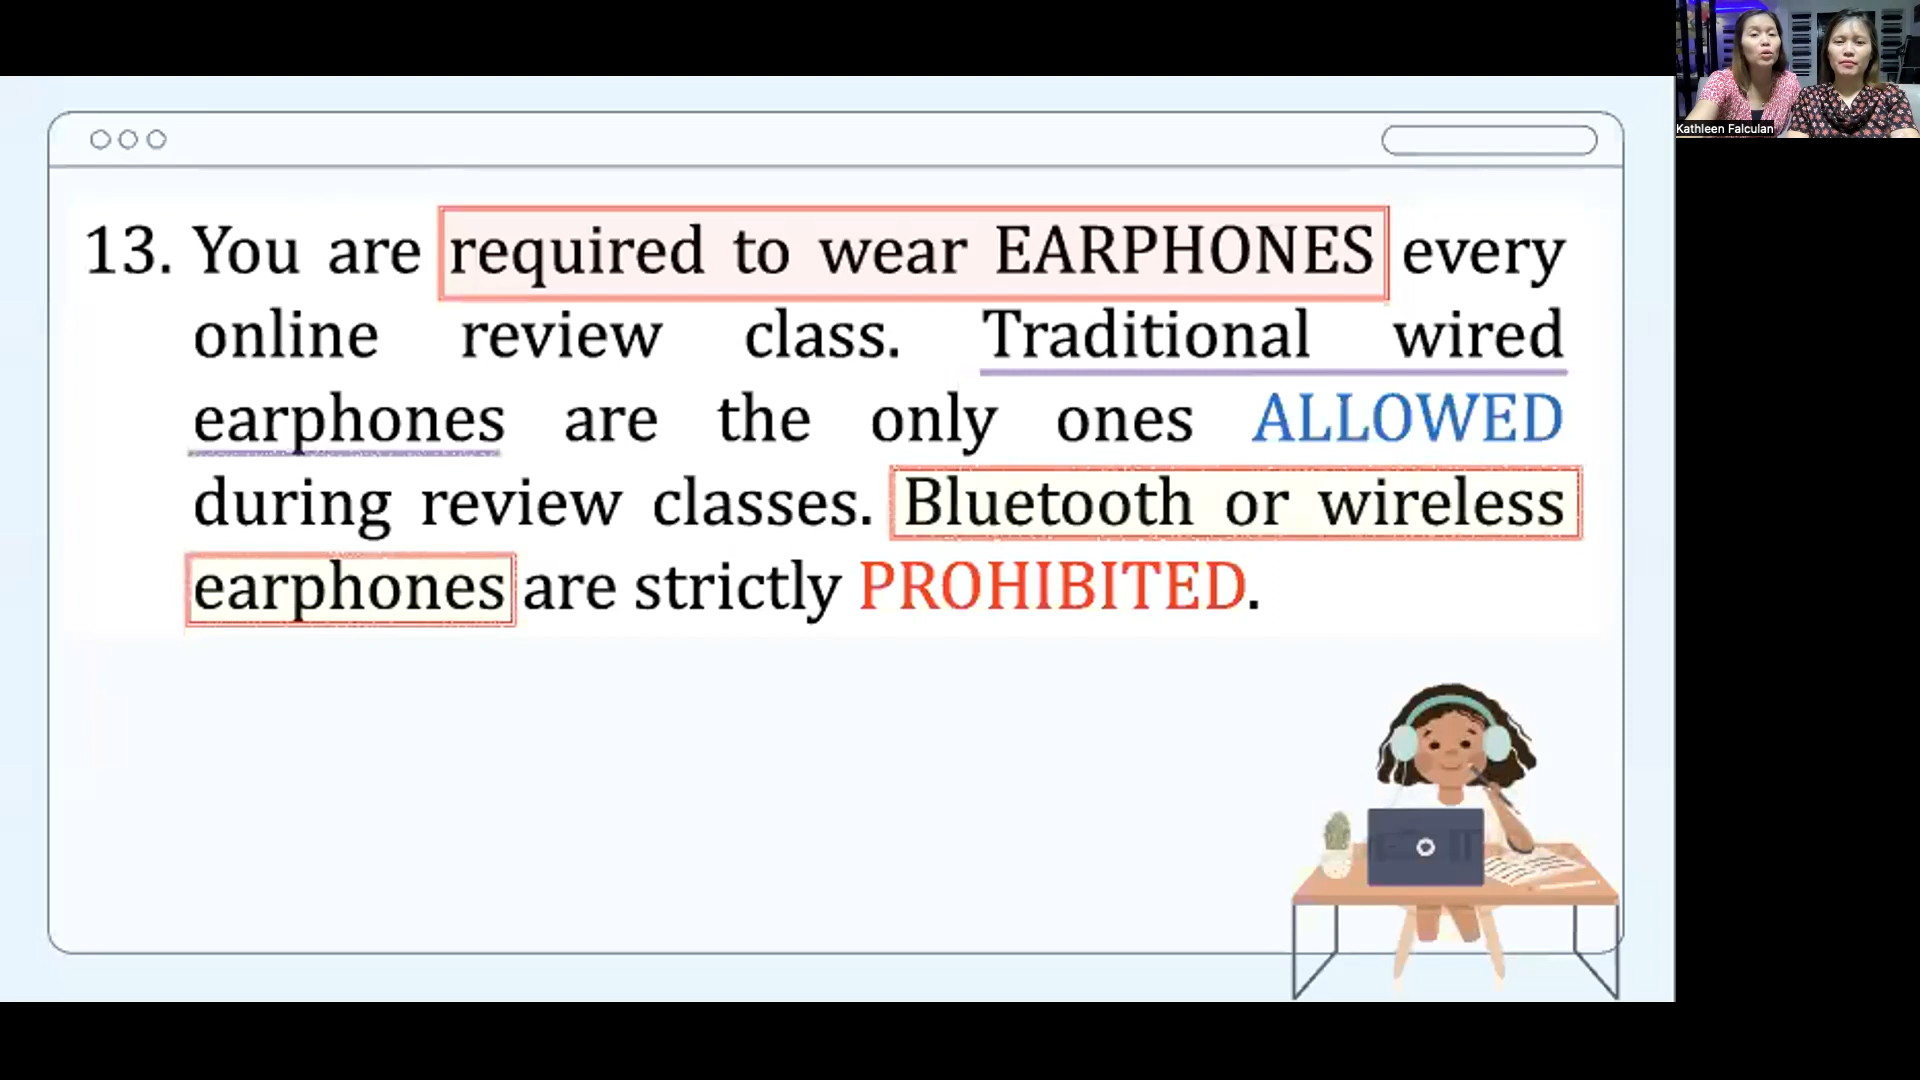 13. You are required to wear EARPHONES every
online review class. Traditional wired
earphones are the only ones ALLOWED
during review classes. Bluetooth or wireless
earphones are strictly PROHIBITED.
Kathleen Falculan